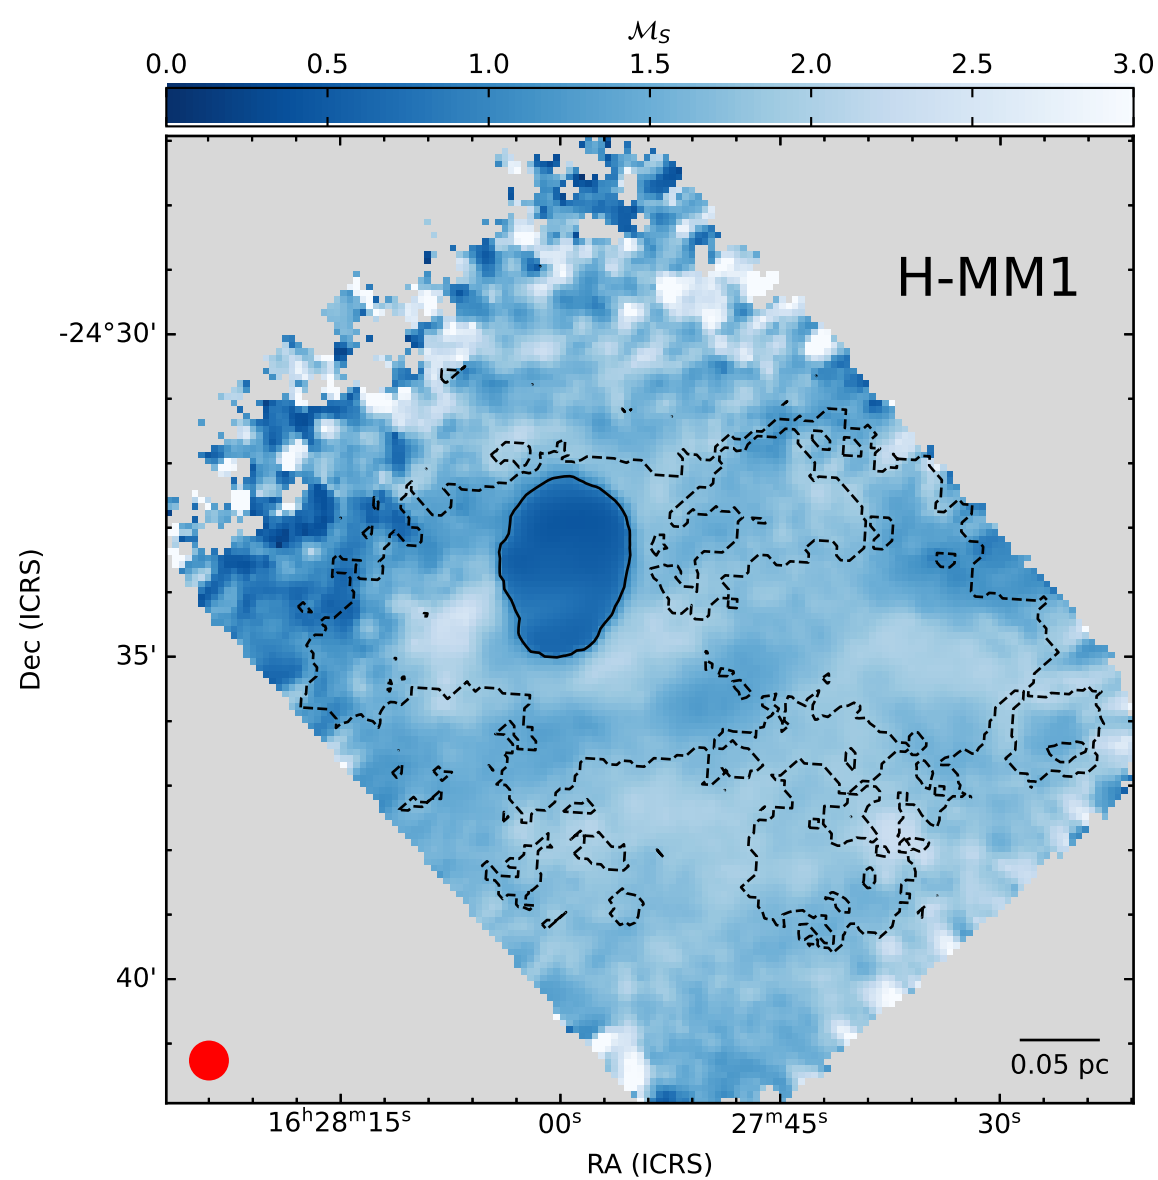 ℳ_S
0.0 0.5 1.0 1.5 2.0 2.5 3.0
H-MM1
-24°30'
35'
40'
Dec (ICRS)
0.05 pc
16ʰ28ᵐ15ˢ 00ˢ 27ᵐ45ˢ 30ˢ
RA (ICRS)